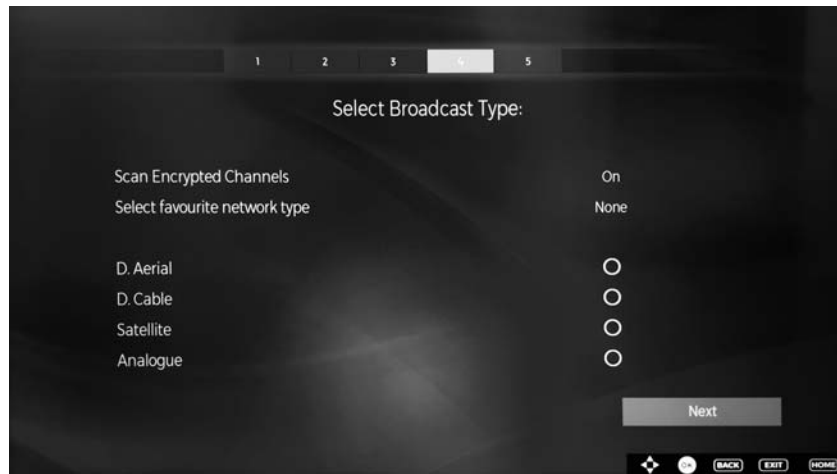 1 2 3 4 5
Select Broadcast Type:
Scan Encrypted Channels On
Select favourite network type None
D. Aerial
D. Cable
Satellite
Analogue
Next
OK BACK EXIT HOME